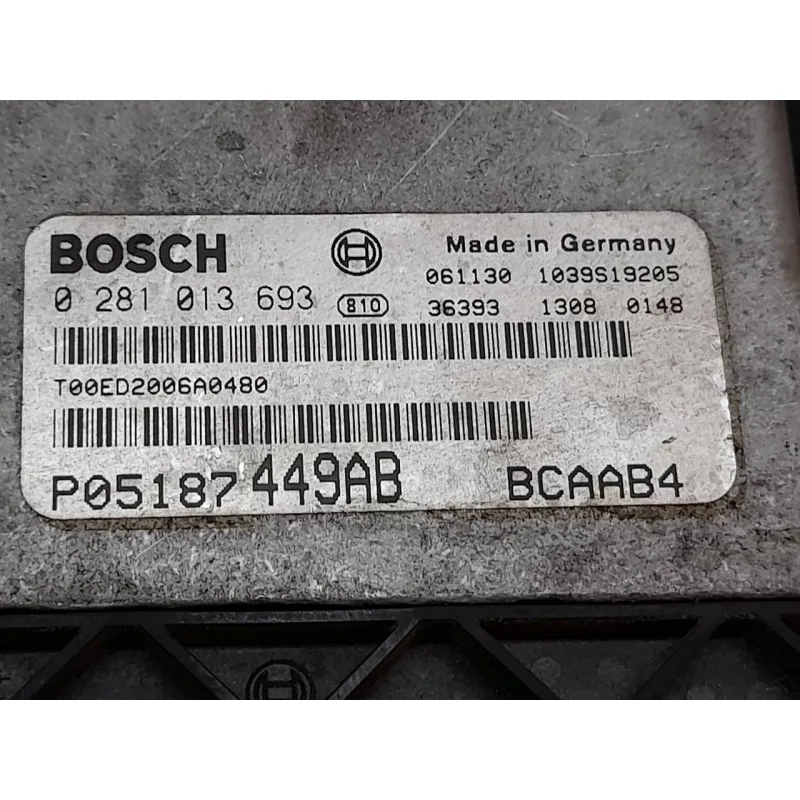 BOSCH Made in Germany
061130 1039S19205
0 281 013 693 810 36393 1308 0148
T00ED2006A0480
P05187449AB BCAAB4